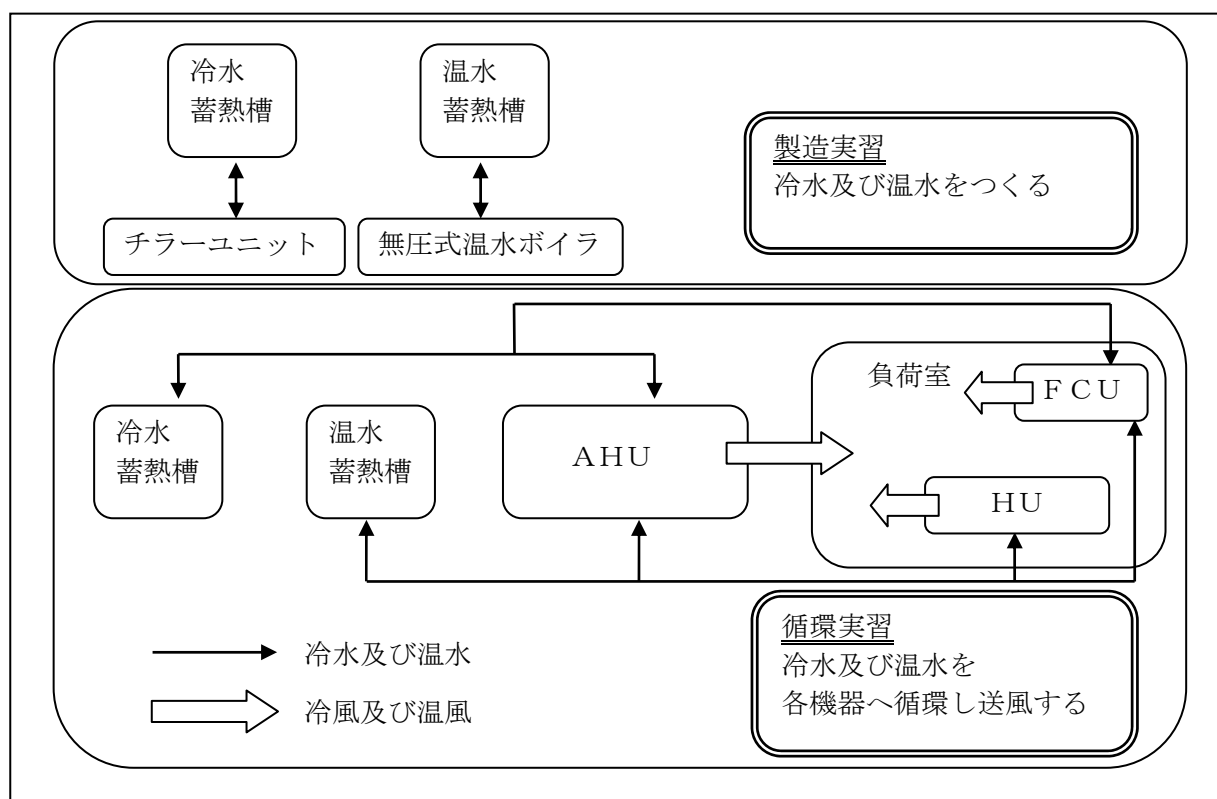 冷水
蓄熱槽
温水
蓄熱槽
製造実習
冷水及び温水をつくる
チラーユニット
無圧式温水ボイラ
負荷室
ＦＣＵ
冷水
蓄熱槽
温水
蓄熱槽
ＡＨＵ
ＨＵ
循環実習
冷水及び温水を
各機器へ循環し送風する
冷水及び温水
冷風及び温風